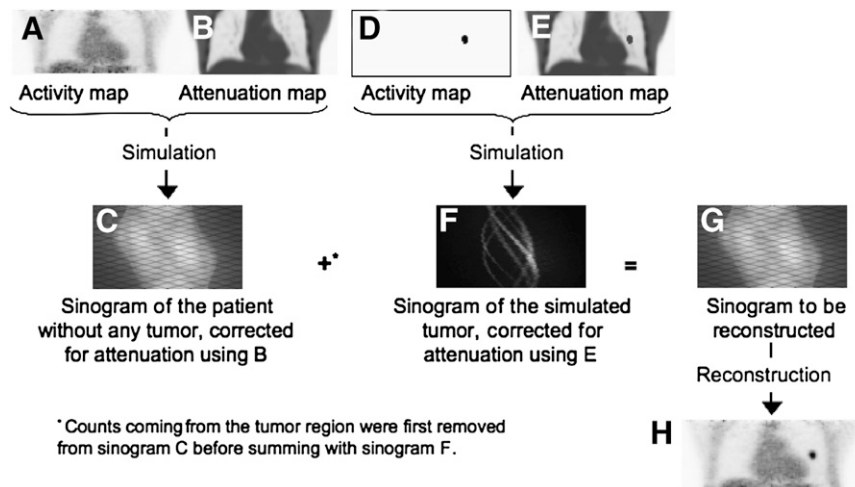 A
B
D
E
Activity map
Attenuation map
Activity map
Attenuation map
Simulation
Simulation
C
F
G
+*
=
Sinogram of the patient
without any tumor, corrected
for attenuation using B
Sinogram of the simulated
tumor, corrected for
attenuation using E
Sinogram to be
reconstructed
Reconstruction
* Counts coming from the tumor region were first removed
from sinogram C before summing with sinogram F.
H